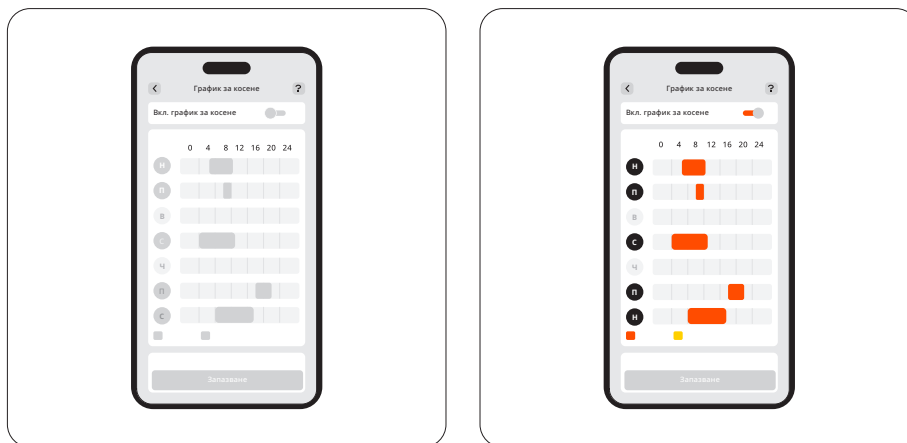 График за косене
?
Вкл. график за косене
0 4 8 12 16 20 24
Н
П
В
С
Ч
П
С
Запазване
График за косене
?
Вкл. график за косене
0 4 8 12 16 20 24
Н
П
В
С
Ч
П
Н
Запазване